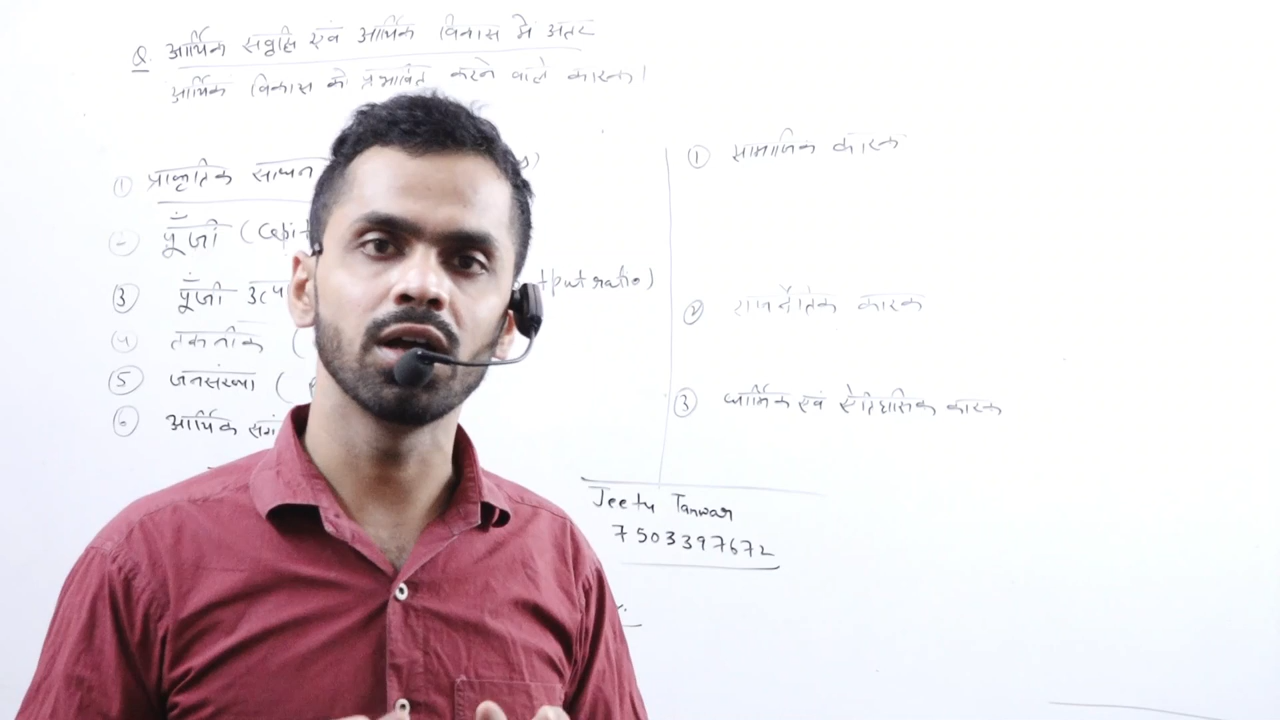 Q. आर्थिक संवृद्धि एवं आर्थिक विकास में अंतर
आर्थिक विकास को प्रभावित करने वाले कारक।
① प्राकृतिक साधन
② पूँजी (Capit
③ पूँजी उत्प tput ratio)
④ तकनीक (
⑤ जनसंख्या (
⑥ आर्थिक संग
① सामाजिक कारक
② राजनैतिक कारक
③ धार्मिक एवं ऐतिहासिक कारक
Jeetu Tanwar
7503397672